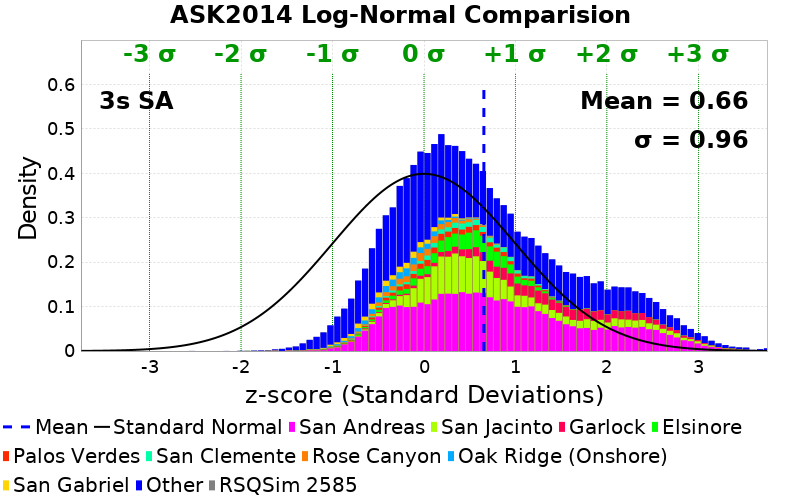 ASK2014 Log-Normal Comparision
-3 σ -2 σ -1 σ 0 σ +1 σ +2 σ +3 σ
3s SA Mean = 0.66
σ = 0.96
Density
0.6
0.5
0.4
0.3
0.2
0.1
0
-3 -2 -1 0 1 2 3
z-score (Standard Deviations)
Mean Standard Normal San Andreas San Jacinto Garlock Elsinore
Palos Verdes San Clemente Rose Canyon Oak Ridge (Onshore)
San Gabriel Other RSQSim 2585